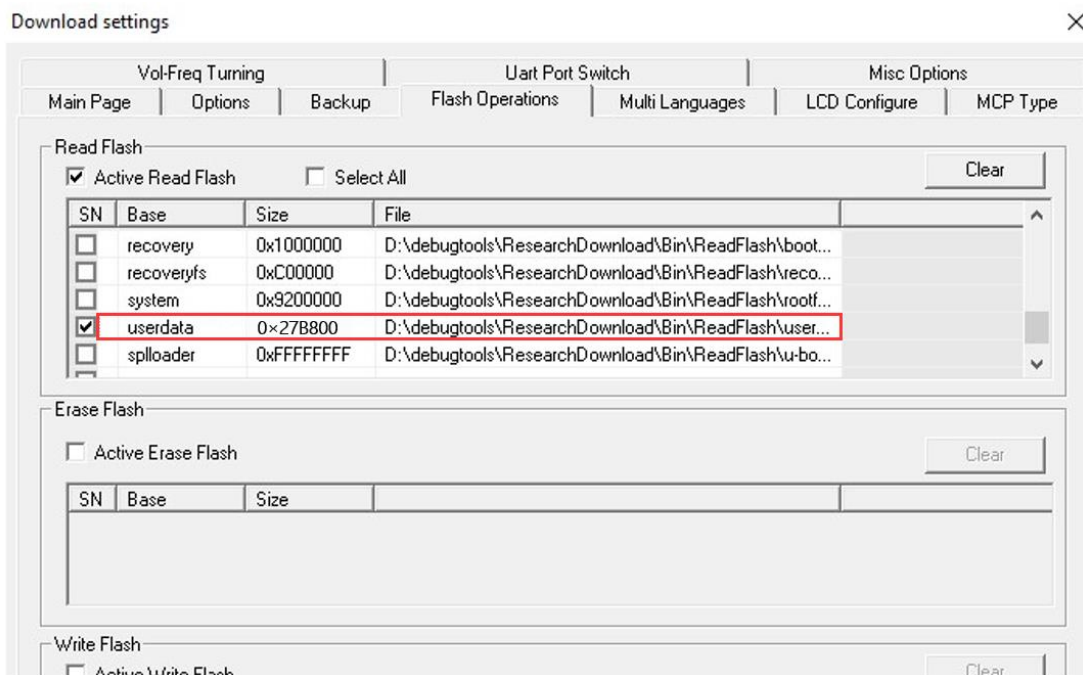 Download settings
Vol-Freq Turning Uart Port Switch Misc Options
Main Page Options Backup Flash Operations Multi Languages LCD Configure MCP Type
Read Flash
Active Read Flash Select All Clear
SN Base Size File
recovery 0x1000000 D:\debugtools\ResearchDownload\Bin\ReadFlash\boot...
recoveryfs 0xC00000 D:\debugtools\ResearchDownload\Bin\ReadFlash\reco...
system 0x9200000 D:\debugtools\ResearchDownload\Bin\ReadFlash\rootf...
userdata 0×27B800 D:\debugtools\ResearchDownload\Bin\ReadFlash\user...
splloader 0xFFFFFFFF D:\debugtools\ResearchDownload\Bin\ReadFlash\u-bo...
Erase Flash
Active Erase Flash Clear
SN Base Size
Write Flash
Active Write Flash Clear